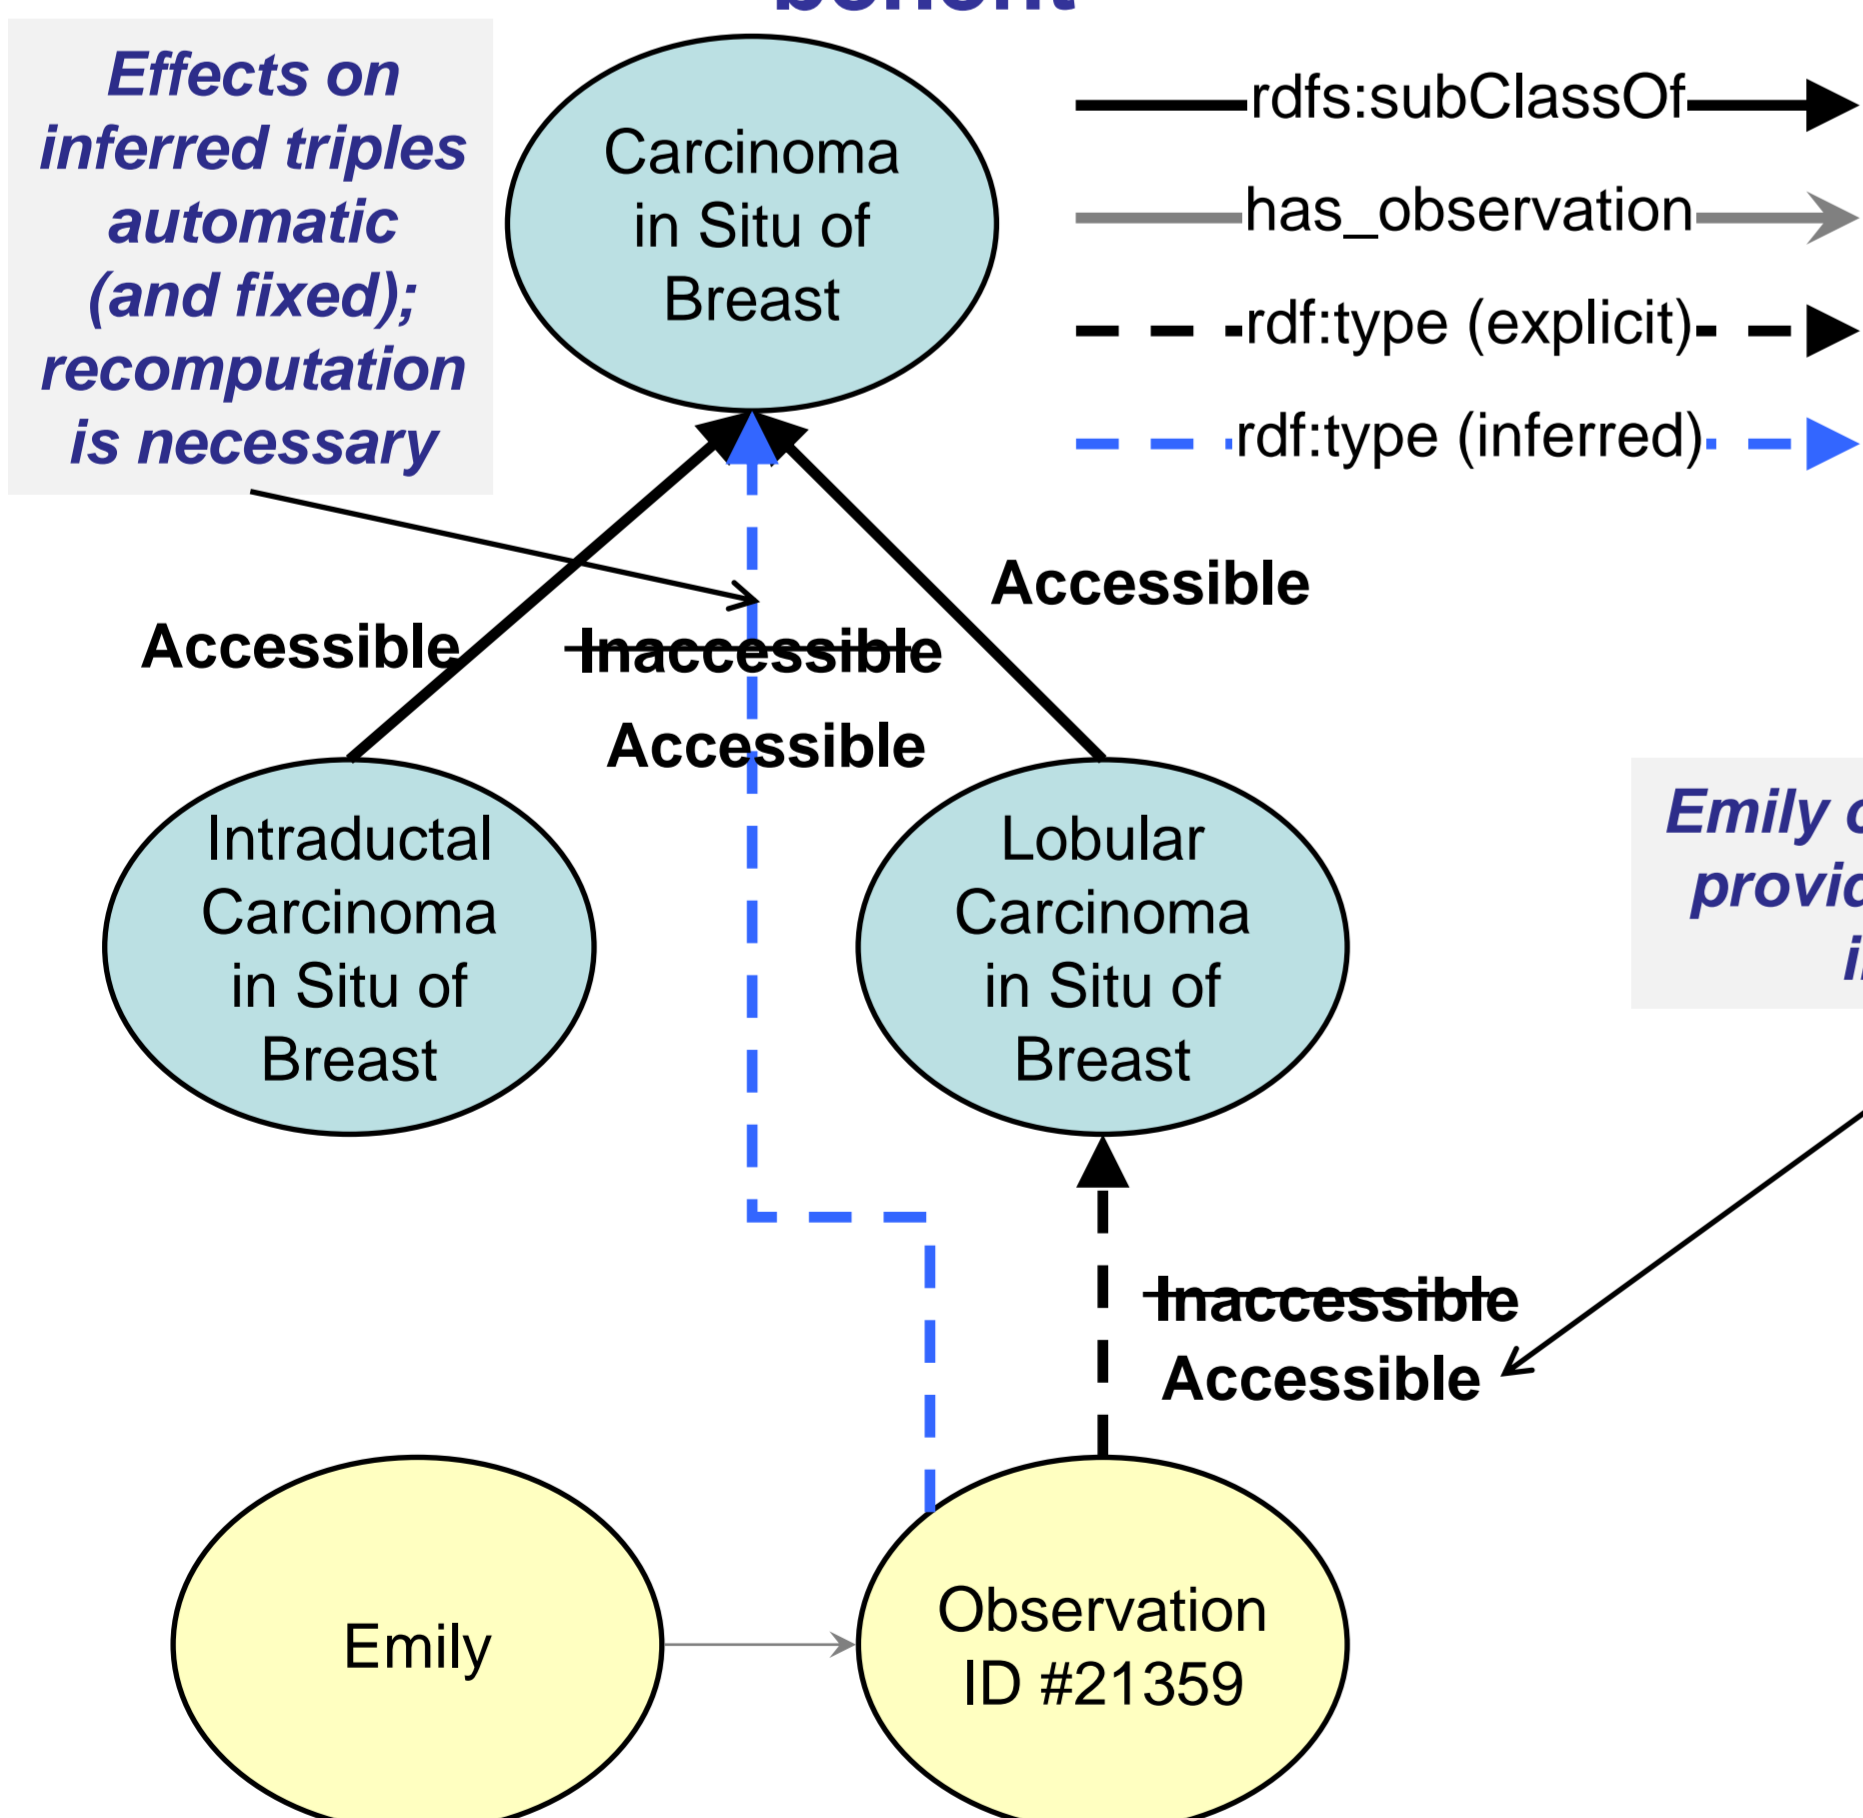 Effects on
inferred triples
automatic
(and fixed);
recomputation
is necessary
Carcinoma
in Situ of
Breast
rdfs:subClassOf
has_observation
rdf:type (explicit)
rdf:type (inferred)
Accessible
Accessible
Inaccessible
Accessible
Intraductal
Carcinoma
in Situ of
Breast
Lobular
Carcinoma
in Situ of
Breast
Emily
Inaccessible
Accessible
Emily
Observation
ID #21359